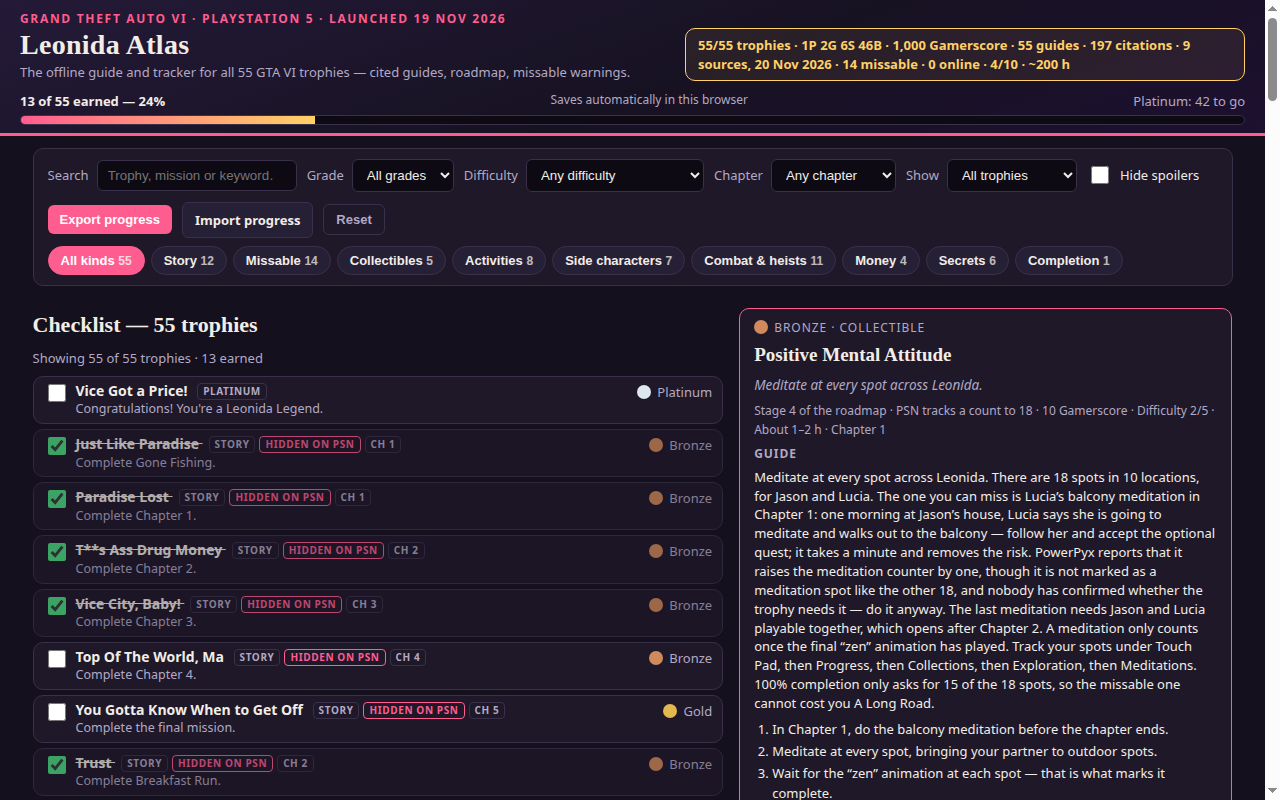 GRAND THEFT AUTO VI · PLAYSTATION 5 · LAUNCHED 19 NOV 2026
Leonida Atlas
The offline guide and tracker for all 55 GTA VI trophies — cited guides, roadmap, missable warnings.
55/55 trophies · 1P 2G 6S 46B · 1,000 Gamerscore · 55 guides · 197 citations · 9
sources, 20 Nov 2026 · 14 missable · 0 online · 4/10 · ~200 h
13 of 55 earned — 24%
Saves automatically in this browser
Platinum: 42 to go
Search Trophy, mission or keyword. Grade All grades Difficulty Any difficulty Chapter Any chapter Show All trophies Hide spoilers
Export progress Import progress Reset
All kinds 55 Story 12 Missable 14 Collectibles 5 Activities 8 Side characters 7 Combat & heists 11 Money 4 Secrets 6 Completion 1
Checklist — 55 trophies
Showing 55 of 55 trophies · 13 earned
Vice Got a Price! PLATINUM Platinum
Congratulations! You're a Leonida Legend.
Just Like Paradise STORY HIDDEN ON PSN CH 1 Bronze
Complete Gone Fishing.
Paradise Lost STORY HIDDEN ON PSN CH 1 Bronze
Complete Chapter 1.
T**s Ass Drug Money STORY HIDDEN ON PSN CH 2 Bronze
Complete Chapter 2.
Vice City, Baby! STORY HIDDEN ON PSN CH 3 Bronze
Complete Chapter 3.
Top Of The World, Ma STORY HIDDEN ON PSN CH 4 Bronze
Complete Chapter 4.
You Gotta Know When to Get Off STORY HIDDEN ON PSN CH 5 Gold
Complete the final mission.
Trust STORY HIDDEN ON PSN CH 2 Bronze
Complete Breakfast Run.
BRONZE · COLLECTIBLE
Positive Mental Attitude
Meditate at every spot across Leonida.
Stage 4 of the roadmap · PSN tracks a count to 18 · 10 Gamerscore · Difficulty 2/5 ·
About 1–2 h · Chapter 1
GUIDE
Meditate at every spot across Leonida. There are 18 spots in 10 locations,
for Jason and Lucia. The one you can miss is Lucia’s balcony meditation in
Chapter 1: one morning at Jason’s house, Lucia says she is going to
meditate and walks out to the balcony — follow her and accept the optional
quest; it takes a minute and removes the risk. PowerPyx reports that it
raises the meditation counter by one, though it is not marked as a
meditation spot like the other 18, and nobody has confirmed whether the
trophy needs it — do it anyway. The last meditation needs Jason and Lucia
playable together, which opens after Chapter 2. A meditation only counts
once the final “zen” animation has played. Track your spots under Touch
Pad, then Progress, then Collections, then Exploration, then Meditations.
100% completion only asks for 15 of the 18 spots, so the missable one
cannot cost you A Long Road.
1. In Chapter 1, do the balcony meditation before the chapter ends.
2. Meditate at every spot, bringing your partner to outdoor spots.
3. Wait for the “zen” animation at each spot — that is what marks it
complete.